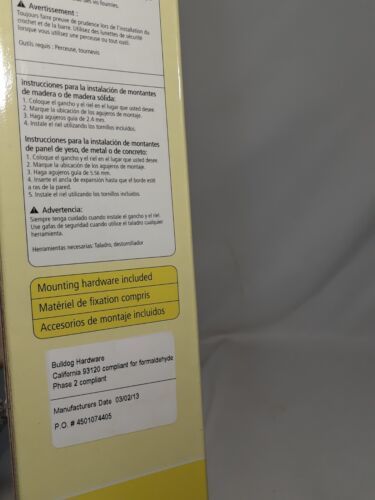 Avertissement :
Toujours faire preuve de prudence lors de l'installation du
crochet et de la barre. Utilisez des lunettes de sécurité
lorsque vous utilisez une perceuse ou tout outil.
Outils requis : Perceuse, tournevis
Instrucciones para la instalación de montantes
de madera o de madera sólida:
1. Coloque el gancho y el riel en el lugar que usted desee.
2. Marque la ubicación de los agujeros de montaje.
3. Haga agujeros guía de 2.4 mm.
4. Instale el riel utilizando los tornillos incluidos.
Instrucciones para la instalación de montantes
de panel de yeso, de metal o de concreto:
1. Coloque el gancho y el riel en el lugar que usted desee.
2. Marque la ubicación de los agujeros de montaje.
3. Haga agujeros guía de 5.56 mm.
4. Inserte el ancla de expansión hasta que el borde esté
a ras de la pared.
5. Instale el riel utilizando los tornillos incluidos.
Advertencia:
Siempre tenga cuidado cuando instale el gancho y el riel.
Use gafas de seguridad cuando utilice el taladro o cualquier
herramienta.
Herramientas necesarias: Taladro, destornillador
Mounting hardware included
Matériel de fixation compris
Accesorios de montaje incluidos
Bulldog Hardware
California 93120 compliant for formaldehyde
Phase 2 compliant
Manufacturers Date 03/02/13
P.O. # 4501074405